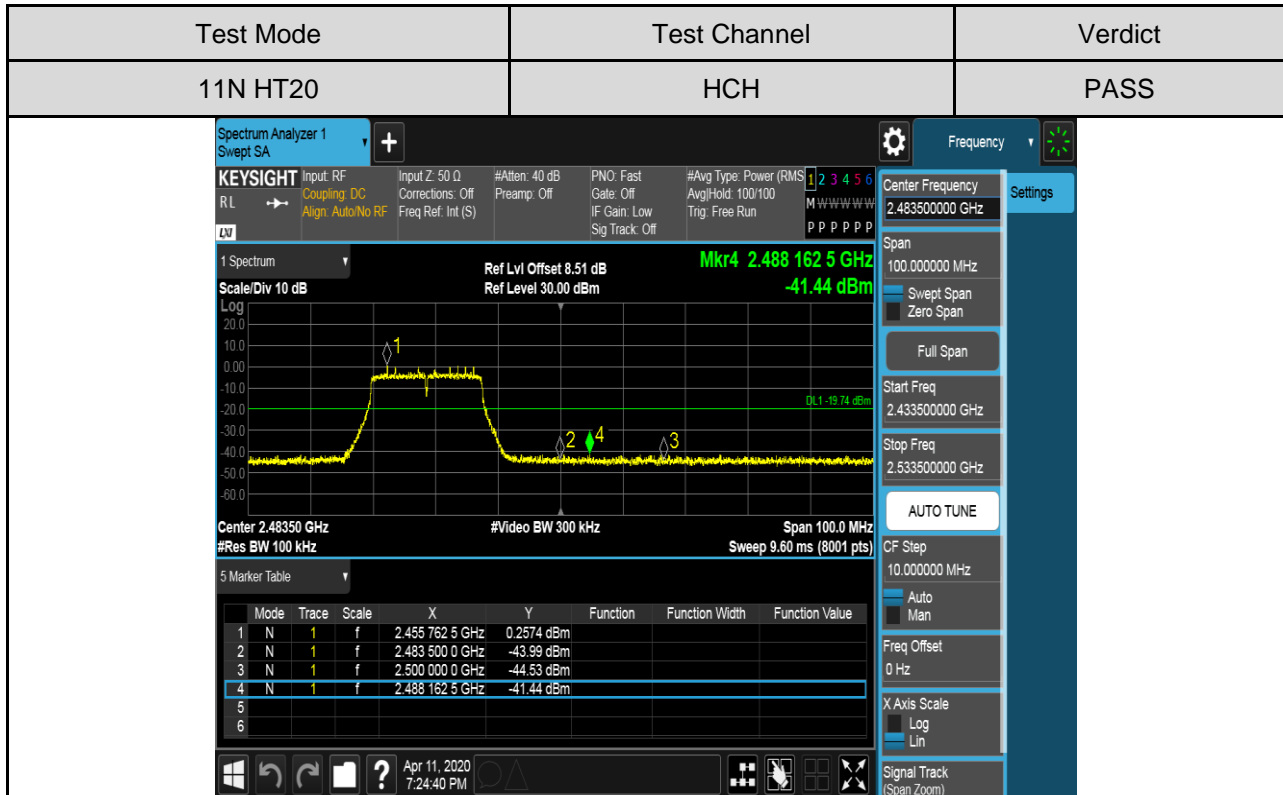 Test Mode Test Channel Verdict
11N HT20 HCH PASS
Spectrum Analyzer 1
Swept SA
+
Frequency
KEYSIGHT Input: RF Input Z: 50 Ω #Atten: 40 dB PNO: Fast #Avg Type: Power (RMS 1 2 3 4 5 6
RL Coupling: DC Corrections: Off Preamp: Off Gate: Off Avg|Hold: 100/100 M W W W W W
Align: Auto/No RF Freq Ref: Int (S) IF Gain: Low Trig: Free Run P P P P P P
LXI Sig Track: Off
1 Spectrum Ref Lvl Offset 8.51 dB Mkr4 2.488 162 5 GHz
Scale/Div 10 dB Ref Level 30.00 dBm -41.44 dBm
Log
20.0
10.0
0.00
-10.0
-20.0
-30.0
-40.0
-50.0
-60.0
1
2
4
3
DL1 -19.74 dBm
Center 2.48350 GHz #Video BW 300 kHz Span 100.0 MHz
#Res BW 100 kHz Sweep 9.60 ms (8001 pts)
5 Marker Table
Mode Trace Scale X Y Function Function Width Function Value
1 N 1 f 2.455 762 5 GHz 0.2574 dBm
2 N 1 f 2.483 500 0 GHz -43.99 dBm
3 N 1 f 2.500 000 0 GHz -44.53 dBm
4 N 1 f 2.488 162 5 GHz -41.44 dBm
5
6
? Apr 11, 2020
7:24:40 PM
Center Frequency
2.483500000 GHz
Settings
Span
100.000000 MHz
Swept Span
Zero Span
Full Span
Start Freq
2.433500000 GHz
Stop Freq
2.533500000 GHz
AUTO TUNE
CF Step
10.000000 MHz
Auto
Man
Freq Offset
0 Hz
X Axis Scale
Log
Lin
Signal Track
(Span Zoom)